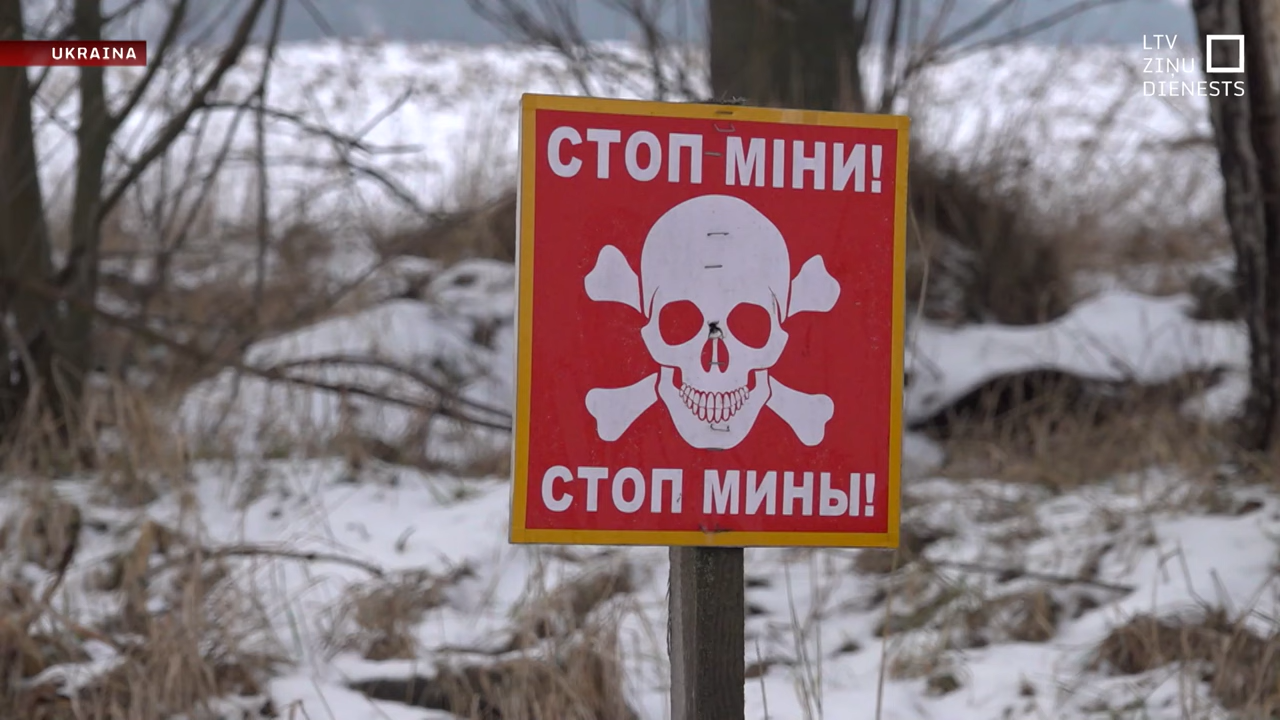 UKRAINA
LTV
ZIŅU
DIENESTS
СТОП МІНИ!
СТОП МИНЫ!